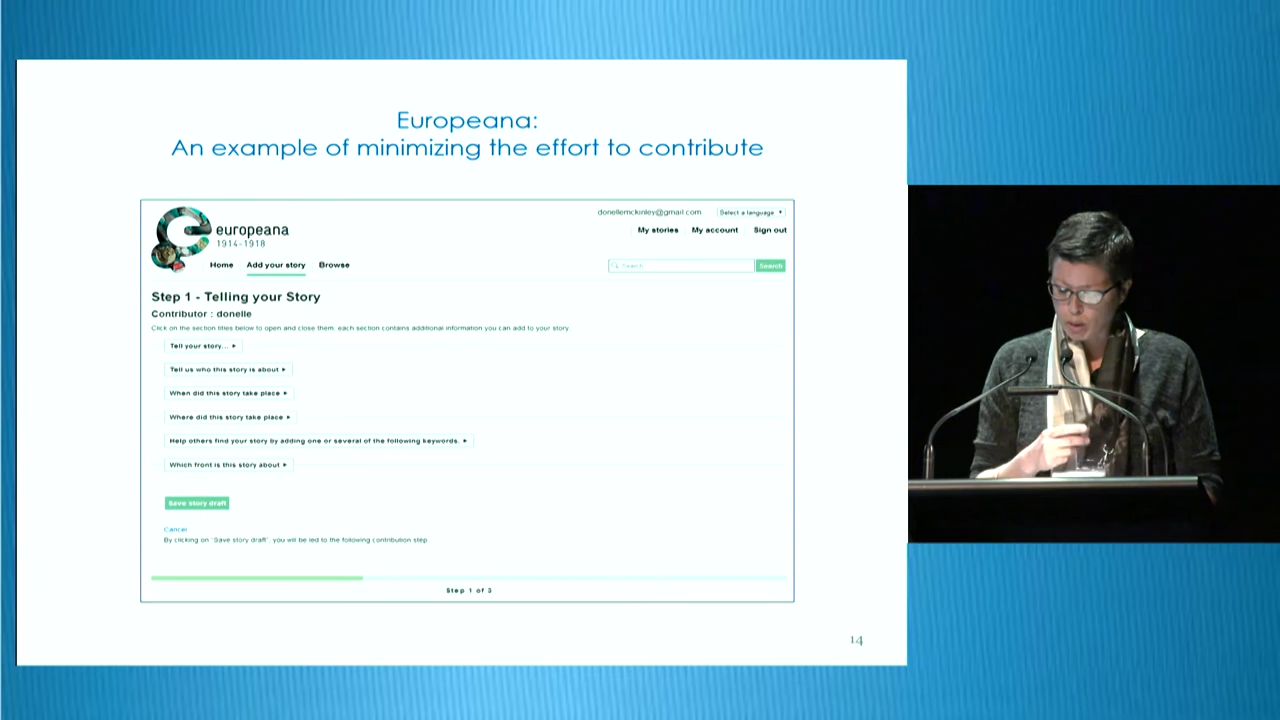 Europeana:
An example of minimizing the effort to contribute
donellemckinley@gmail.com
Select a language
europeana
1914-1918
My stories My account Sign out
Home Add your story Browse
Search Search
Step 1 - Telling your Story
Contributor : donelle
Click on the section titles below to open and close them, each section contains additional information you can add to your story
Tell your story...
Tell us who this story is about
When did this story take place
Where did this story take place
Help others find your story by adding one or several of the following keywords.
Which front is this story about
Save story draft
Cancel
By clicking on 'Save story draft', you will be led to the following contribution step
Step 1 of 3
14